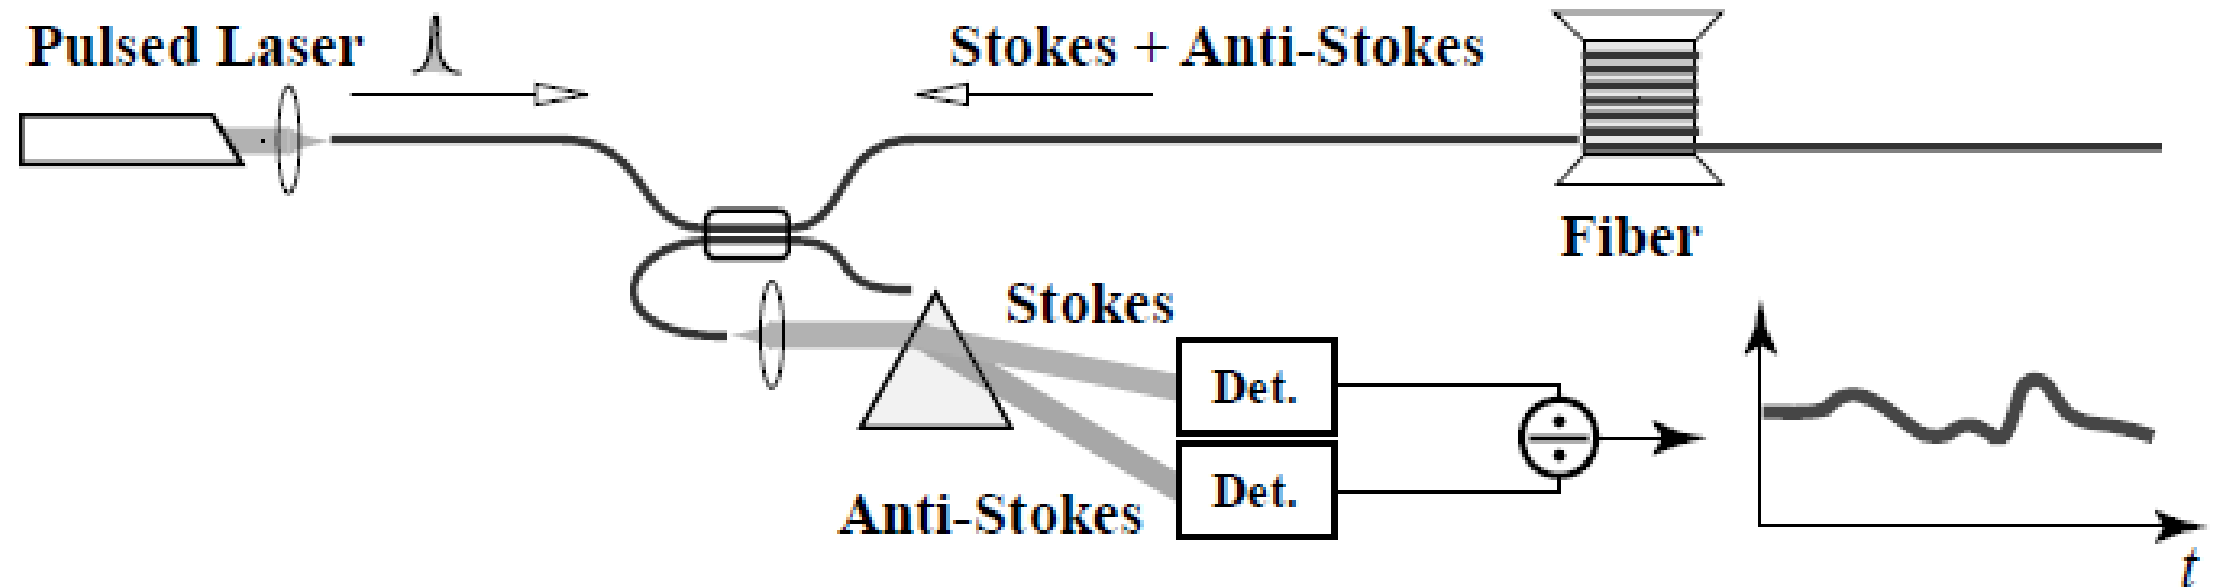 Pulsed Laser
Stokes + Anti-Stokes
Fiber
Stokes
Det.
Det.
Anti-Stokes
t